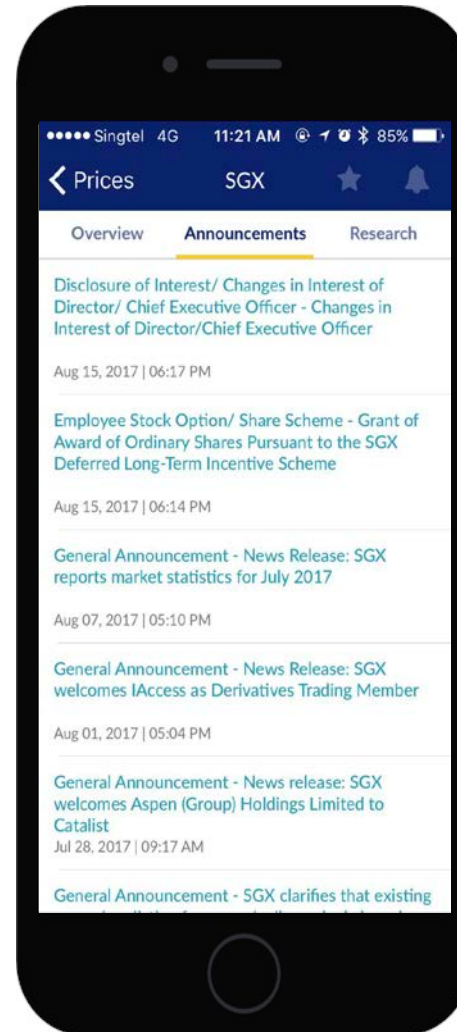 Singtel 4G 11:21 AM 85%
Prices SGX
Overview Announcements Research
Disclosure of Interest/ Changes in Interest of
Director/ Chief Executive Officer - Changes in
Interest of Director/Chief Executive Officer
Aug 15, 2017 | 06:17 PM
Employee Stock Option/ Share Scheme - Grant of
Award of Ordinary Shares Pursuant to the SGX
Deferred Long-Term Incentive Scheme
Aug 15, 2017 | 06:14 PM
General Announcement - News Release: SGX
reports market statistics for July 2017
Aug 07, 2017 | 05:10 PM
General Announcement - News Release: SGX
welcomes IAccess as Derivatives Trading Member
Aug 01, 2017 | 05:04 PM
General Announcement - News release: SGX
welcomes Aspen (Group) Holdings Limited to
Catalist
Jul 28, 2017 | 09:17 AM
General Announcement - SGX clarifies that existing